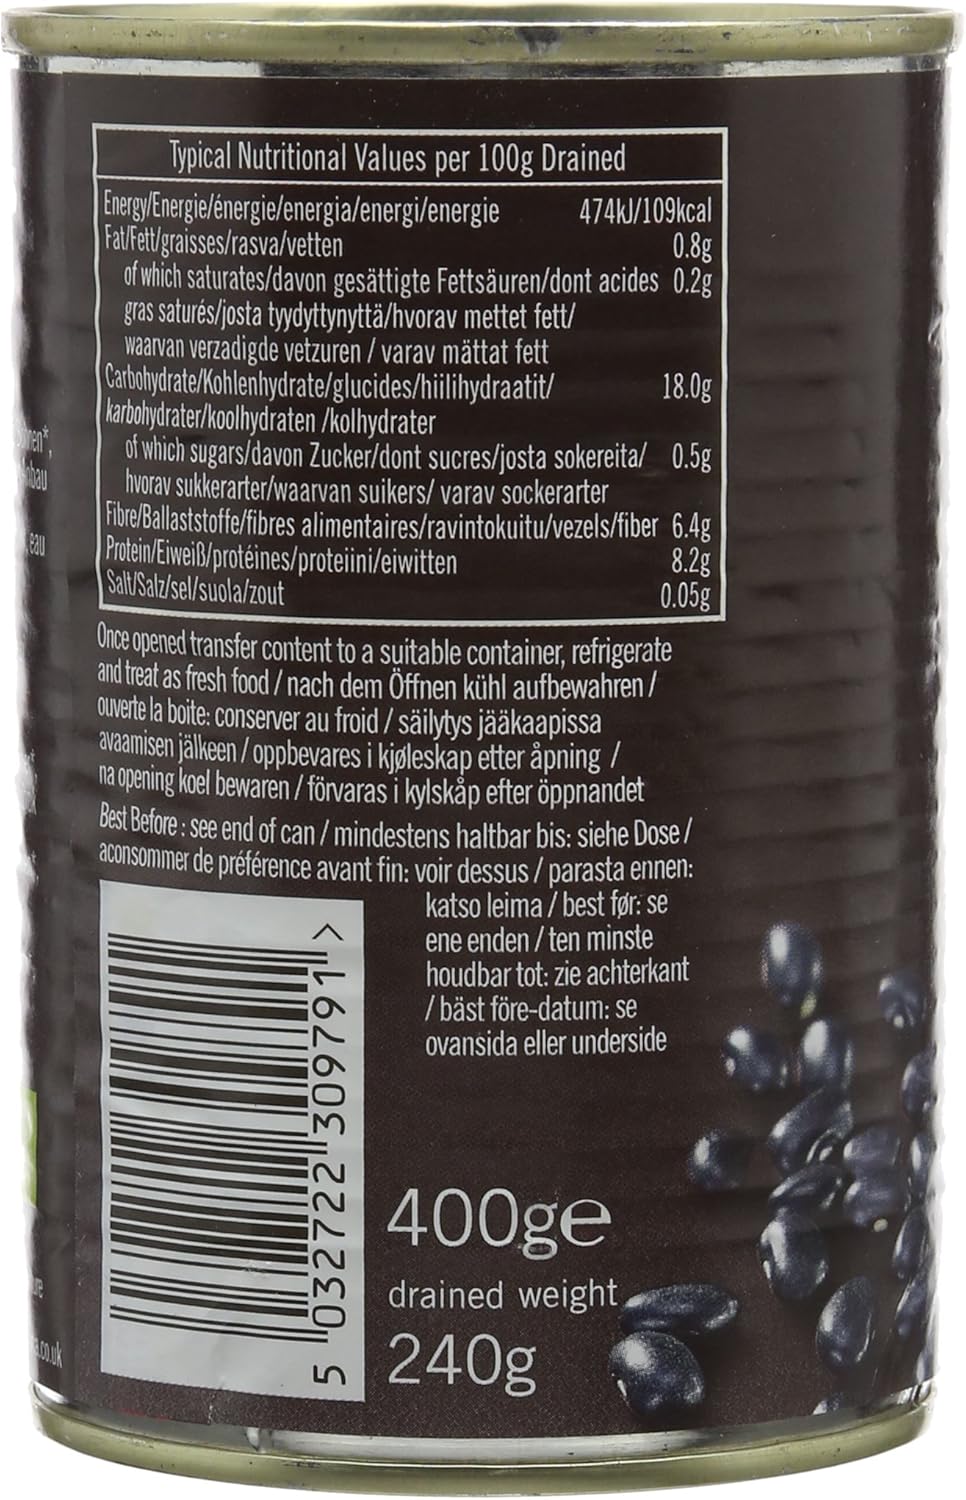 Typical Nutritional Values per 100g Drained
Energy/Energie/énergie/energia/energi/energie 474kJ/109kcal
Fat/Fett/graisses/rasva/vetten 0.8g
of which saturates/davon gesättigte Fettsäuren/dont acides 0.2g
gras saturés/josta tyydyttynyttä/hvorav mettet fett/
waarvan verzadigde vetzuren / varav mättat fett
Carbohydrate/Kohlenhydrate/glucides/hiilihydraatit/ 18.0g
karbohydrater/koolhydraten /kolhydrater
of which sugars/davon Zucker/dont sucres/josta sokereita/ 0.5g
hvorav sukkerarter/waarvan suikers/ varav sockerarter
Fibre/Ballaststoffe/fibres alimentaires/ravintokuitu/vezels/fiber 6.4g
Protein/Eiweiß/protéines/proteiini/eiwitten 8.2g
Salt/Salz/sel/suola/zout 0.05g
Once opened transfer content to a suitable container, refrigerate
and treat as fresh food / nach dem Öffnen kühl aufbewahren /
ouverte la boite: conserver au froid / säilytys jääkaapissa
avaamisen jälkeen / oppbevares i kjøleskap etter åpning /
na opening koel bewaren / förvaras i kylskåp efter öppnandet
Best Before : see end of can / mindestens haltbar bis: siehe Dose /
aconsommer de préférence avant fin: voir dessus / parasta ennen:
katso leima / best før: se
ene enden / ten minste
houdbar tot: zie achterkant
/ bäst före-datum: se
ovansida eller underside
5 032722 309791 >
400g℮
drained weight
240g
eau
.co.uk